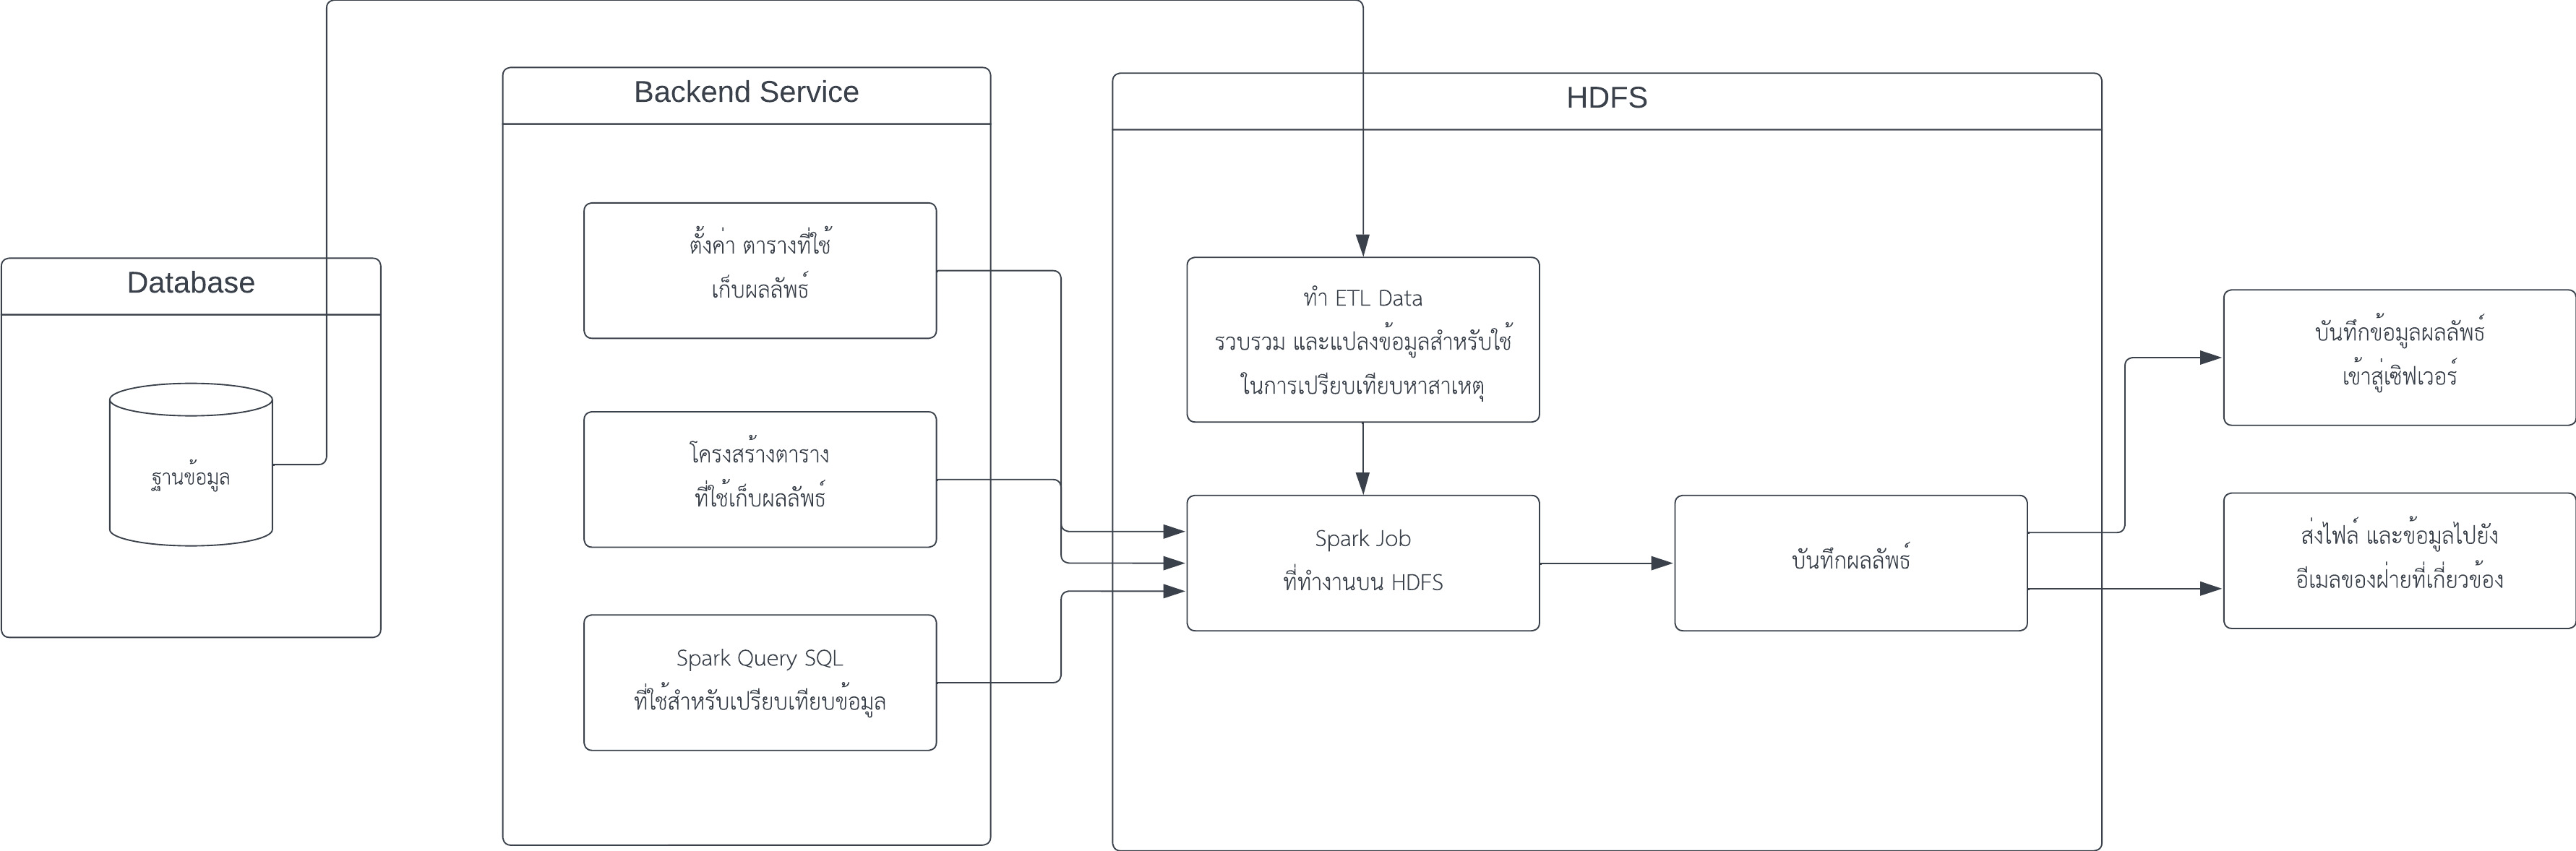 Database
ฐานข้อมูล
Backend Service
ตั้งค่า ตารางที่ใช้
เก็บผลลัพธ์
โครงสร้างตาราง
ที่ใช้เก็บผลลัพธ์
Spark Query SQL
ที่ใช้สำหรับเปรียบเทียบข้อมูล
HDFS
ทำ ETL Data
รวบรวม และแปลงข้อมูลสำหรับใช้
ในการเปรียบเทียบหาสาเหตุ
Spark Job
ที่ทำงานบน HDFS
บันทึกผลลัพธ์
บันทึกข้อมูลผลลัพธ์
เข้าสู่เซิฟเวอร์
ส่งไฟล์ และข้อมูลไปยัง
อีเมลของฝ่ายที่เกี่ยวข้อง